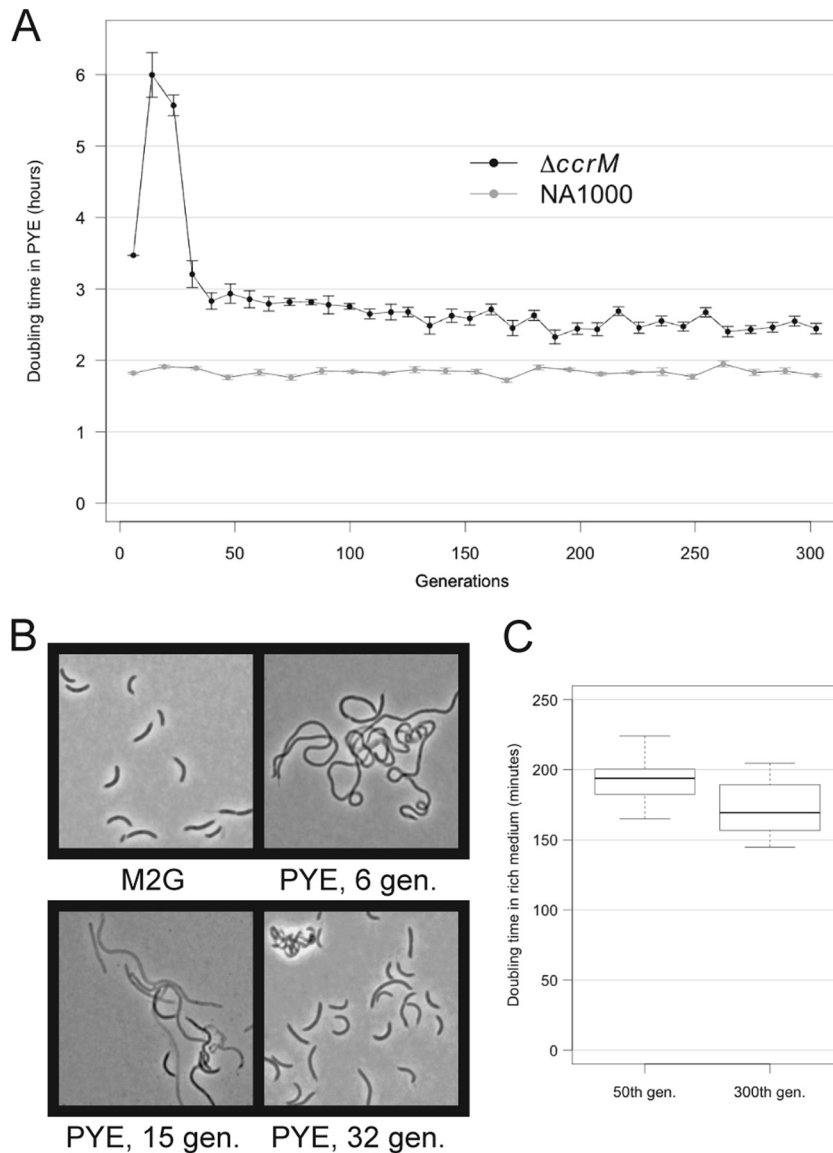 A
Doubling time in PYE (hours)
6
5
4
3
2
1
0
ΔccrM
NA1000
0 50 100 150 200 250 300
Generations
B
M2G
PYE, 6 gen.
PYE, 15 gen.
PYE, 32 gen.
C
Doubling time in rich medium (minutes)
250
200
150
100
50
0
50th gen. 300th gen.